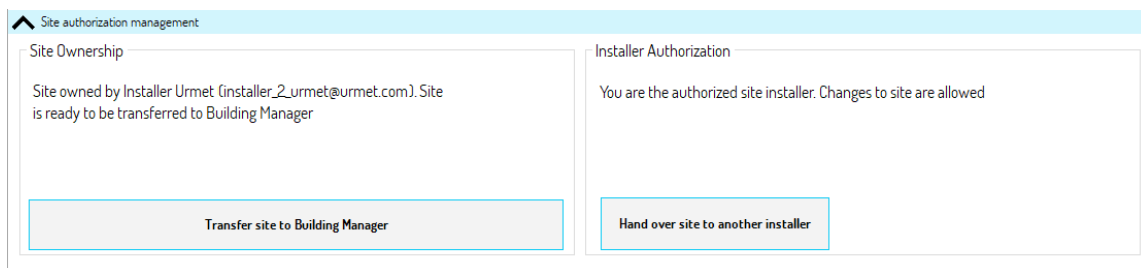 Site authorization management
Site Ownership
Site owned by Installer Urmet (installer_2_urmet@urmet.com). Site
is ready to be transferred to Building Manager
Transfer site to Building Manager
Installer Authorization
You are the authorized site installer. Changes to site are allowed
Hand over site to another installer